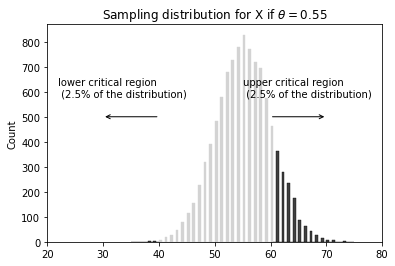 Sampling distribution for X if θ = 0.55
800
700
lower critical region
(2.5% of the distribution)
upper critical region
(2.5% of the distribution)
600
500
400
300
200
100
0
Count
20
30
40
50
60
70
80